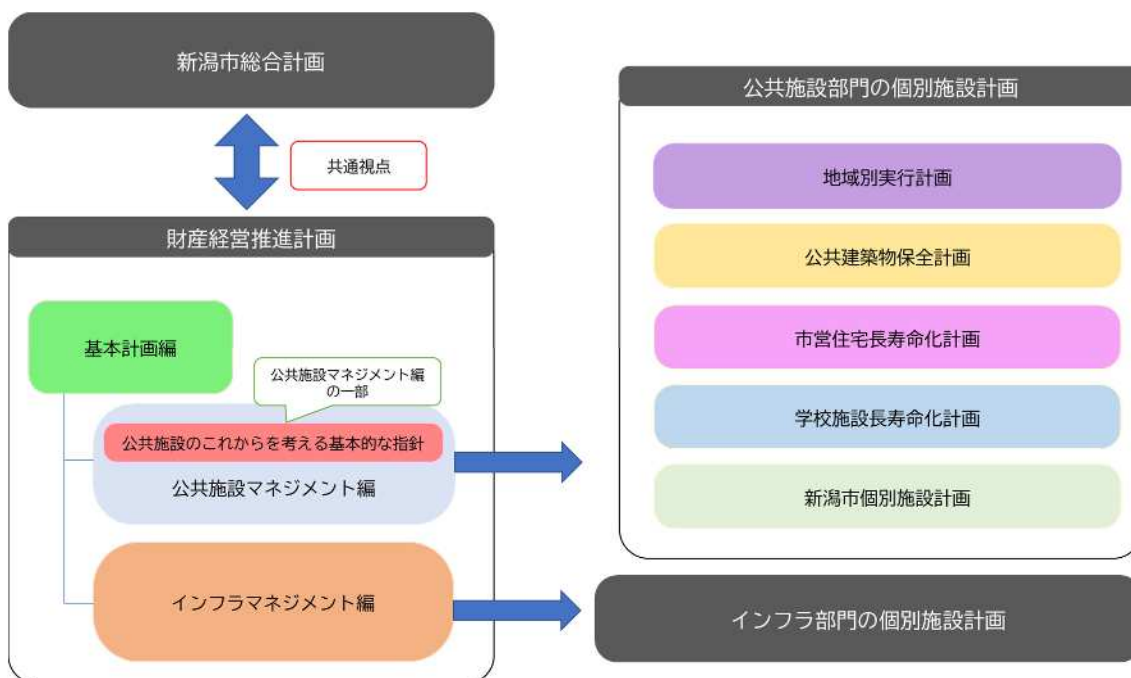 新潟市総合計画
共通視点
財産経営推進計画
基本計画編
公共施設マネジメント編
の一部
公共施設のこれからを考える基本的な指針
公共施設マネジメント編
インフラマネジメント編
公共施設部門の個別施設計画
地域別実行計画
公共建築物保全計画
市営住宅長寿命化計画
学校施設長寿命化計画
新潟市個別施設計画
インフラ部門の個別施設計画